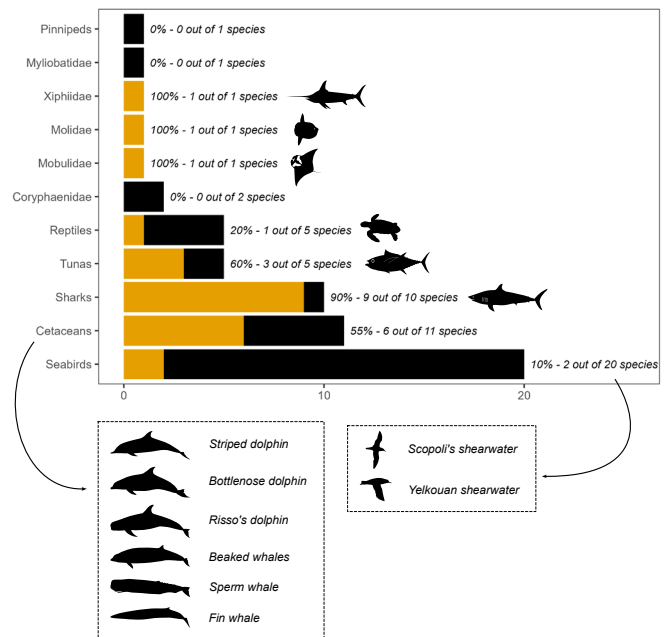 Pinnipeds 0% - 0 out of 1 species
Myliobatidae 0% - 0 out of 1 species
Xiphiidae 100% - 1 out of 1 species
Molidae 100% - 1 out of 1 species
Mobulidae 100% - 1 out of 1 species
Coryphaenidae 0% - 0 out of 2 species
Reptiles 20% - 1 out of 5 species
Tunas 60% - 3 out of 5 species
Sharks 90% - 9 out of 10 species
Cetaceans 55% - 6 out of 11 species
Seabirds 10% - 2 out of 20 species
0 10 20
Striped dolphin
Bottlenose dolphin
Risso's dolphin
Beaked whales
Sperm whale
Fin whale
Scopoli's shearwater
Yelkouan shearwater